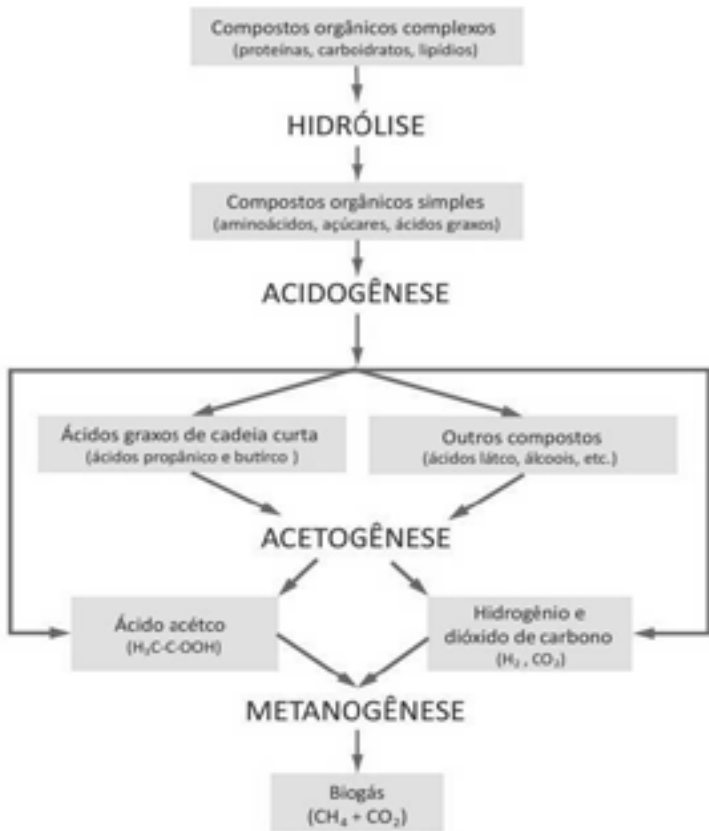 Compostos orgânicos complexos
(proteínas, carboidratos, lipídios)
HIDRÓLISE
Compostos orgânicos simples
(aminoácidos, açúcares, ácidos graxos)
ACIDOGÊNESE
Ácidos graxos de cadeia curta
(ácidos propânico e butírco )
Outros compostos
(ácidos látco, álcoois, etc.)
ACETOGÊNESE
Ácido acétco
(H₃C-C-OOH)
Hidrogênio e
dióxido de carbono
(H₂ , CO₂)
METANOGÊNESE
Biogás
(CH₄ + CO₂)